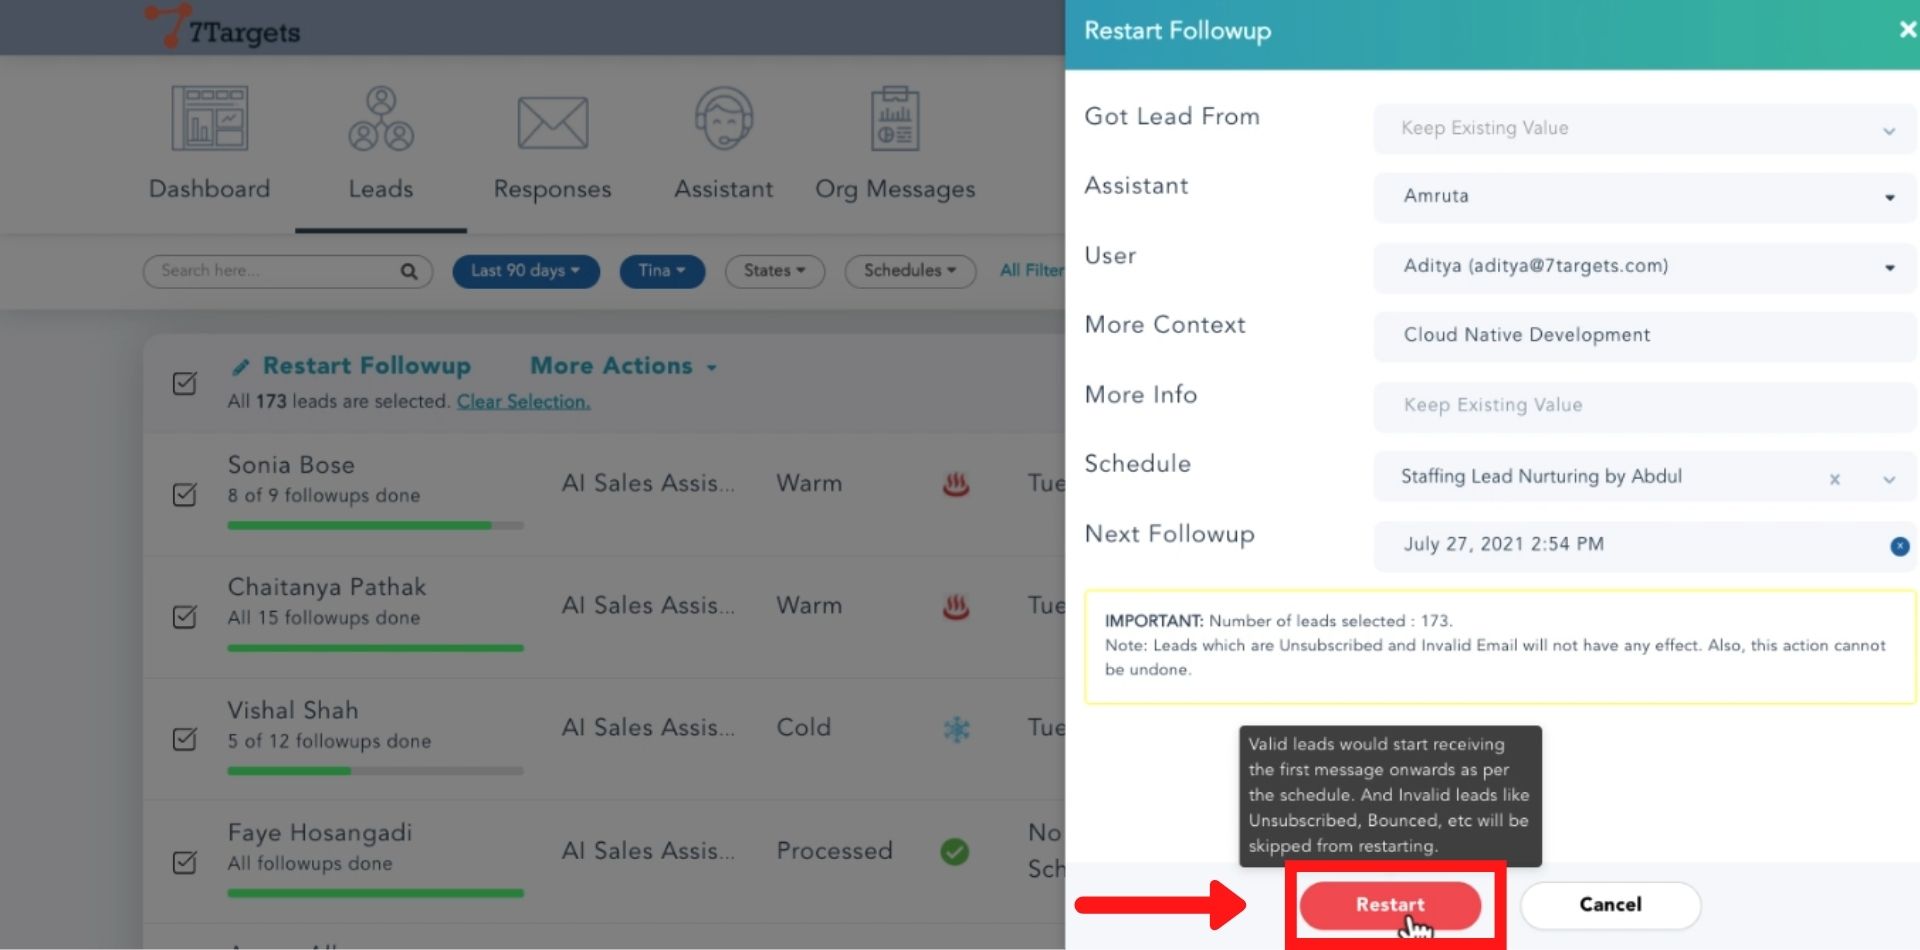 7Targets
Dashboard
Leads
Responses
Assistant
Org Messages
Search here...
Last 90 days
Tina
States
Schedules
All Filter
Restart Followup
More Actions
All 173 leads are selected. Clear Selection.
Sonia Bose
8 of 9 followups done
AI Sales Assis...
Warm
Tue
Chaitanya Pathak
All 15 followups done
AI Sales Assis...
Warm
Tue
Vishal Shah
5 of 12 followups done
AI Sales Assis...
Cold
Tue
Faye Hosangadi
All followups done
AI Sales Assis...
Processed
No
Sch
Restart Followup
Got Lead From
Keep Existing Value
Assistant
Amruta
User
Aditya (aditya@7targets.com)
More Context
Cloud Native Development
More Info
Keep Existing Value
Schedule
Staffing Lead Nurturing by Abdul
Next Followup
July 27, 2021 2:54 PM
IMPORTANT: Number of leads selected : 173.
Note: Leads which are Unsubscribed and Invalid Email will not have any effect. Also, this action cannot
be undone.
Valid leads would start receiving
the first message onwards as per
the schedule. And Invalid leads like
Unsubscribed, Bounced, etc will be
skipped from restarting.
Restart
Cancel